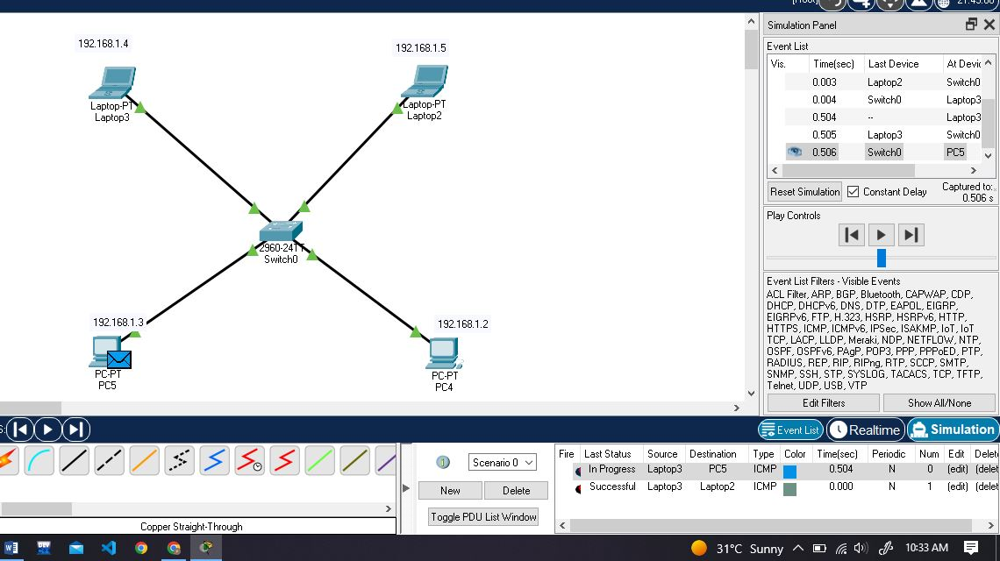 [Root]
21:45:00
192.168.1.4
192.168.1.5
Laptop-PT
Laptop3
Laptop-PT
Laptop2
2960-24TT
Switch0
192.168.1.3
192.168.1.2
PC-PT
PC5
PC-PT
PC4
Simulation Panel
Event List
Vis. Time(sec) Last Device At Devic
0.003 Laptop2 Switch0
0.004 Switch0 Laptop3
0.504 -- Laptop3
0.505 Laptop3 Switch0
0.506 Switch0 PC5
Reset Simulation Constant Delay Captured to:
0.506 s
Play Controls
Event List Filters - Visible Events
ACL Filter, ARP, BGP, Bluetooth, CAPWAP, CDP,
DHCP, DHCPv6, DNS, DTP, EAPOL, EIGRP,
EIGRPv6, FTP, H.323, HSRP, HSRPv6, HTTP,
HTTPS, ICMP, ICMPv6, IPSec, ISAKMP, IoT, IoT
TCP, LACP, LLDP, Meraki, NDP, NETFLOW, NTP,
OSPF, OSPFv6, PAgP, POP3, PPP, PPPoED, PTP,
RADIUS, REP, RIP, RIPng, RTP, SCCP, SMTP,
SNMP, SSH, STP, SYSLOG, TACACS, TCP, TFTP,
Telnet, UDP, USB, VTP
Edit Filters Show All/None
Event List Realtime Simulation
Scenario 0
New Delete
Toggle PDU List Window
Fire Last Status Source Destination Type Color Time(sec) Periodic Num Edit Delet
In Progress Laptop3 PC5 ICMP 0.504 N 0 (edit) (delet
Successful Laptop3 Laptop2 ICMP 0.000 N 1 (edit) (delet
Copper Straight-Through
31°C Sunny 10:33 AM